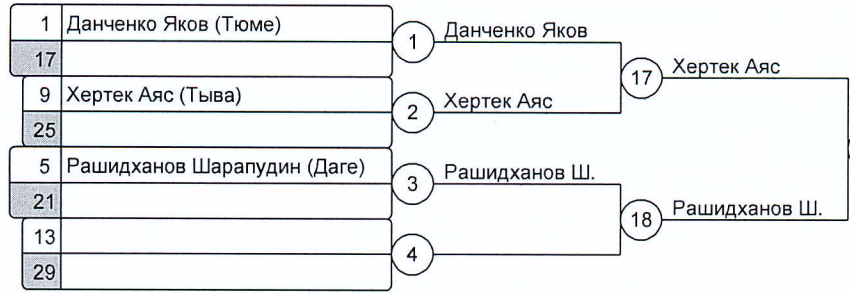 1 Данченко Яков (Тюме)
17
1 Данченко Яков
9 Хертек Аяс (Тыва)
25
2 Хертек Аяс
17 Хертек Аяс
5 Рашидханов Шарапудин (Даге)
21
3 Рашидханов Ш.
13
29
4
18 Рашидханов Ш.